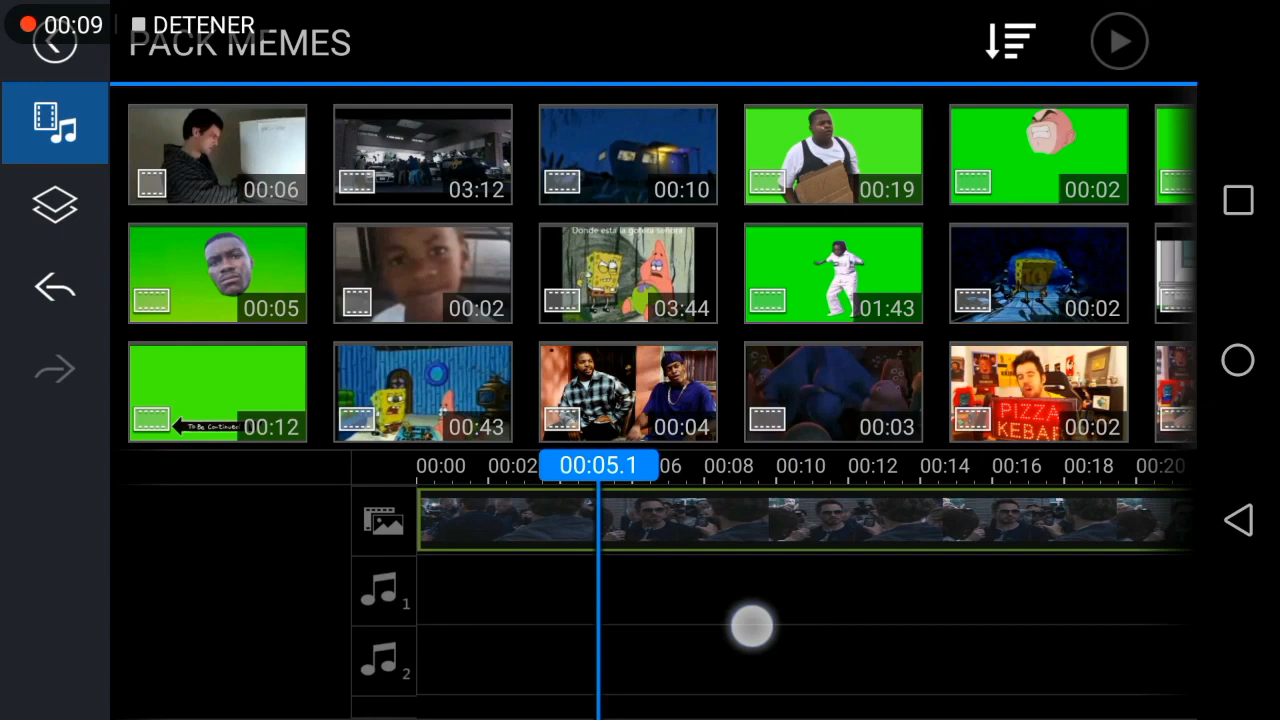 00:09 DETENER
PACK MEMES
00:06 03:12 00:10 00:19 00:02
Donde esta la botera señora
00:05 00:02 03:44 01:43 00:02
To Be Continued
00:12 00:43 00:04 00:03 00:02
PIZZA
KEBAP
00:00 00:02 00:05.1 06 00:08 00:10 00:12 00:14 00:16 00:18 00:20
1
2